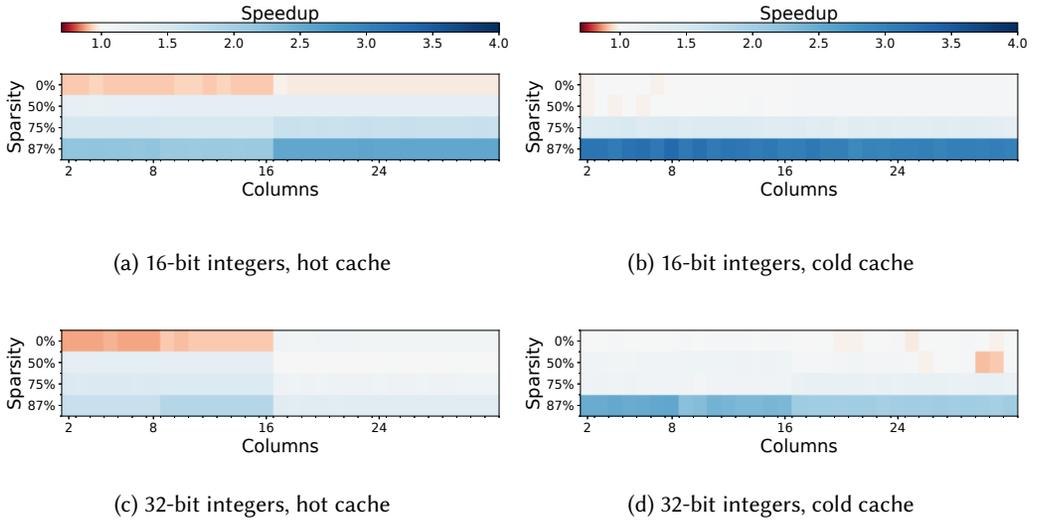 Speedup
1.0 1.5 2.0 2.5 3.0 3.5 4.0
Sparsity
0%
50%
75%
87%
2 8 16 24
Columns
(a) 16-bit integers, hot cache
Speedup
1.0 1.5 2.0 2.5 3.0 3.5 4.0
Sparsity
0%
50%
75%
87%
2 8 16 24
Columns
(b) 16-bit integers, cold cache
Sparsity
0%
50%
75%
87%
2 8 16 24
Columns
(c) 32-bit integers, hot cache
Sparsity
0%
50%
75%
87%
2 8 16 24
Columns
(d) 32-bit integers, cold cache